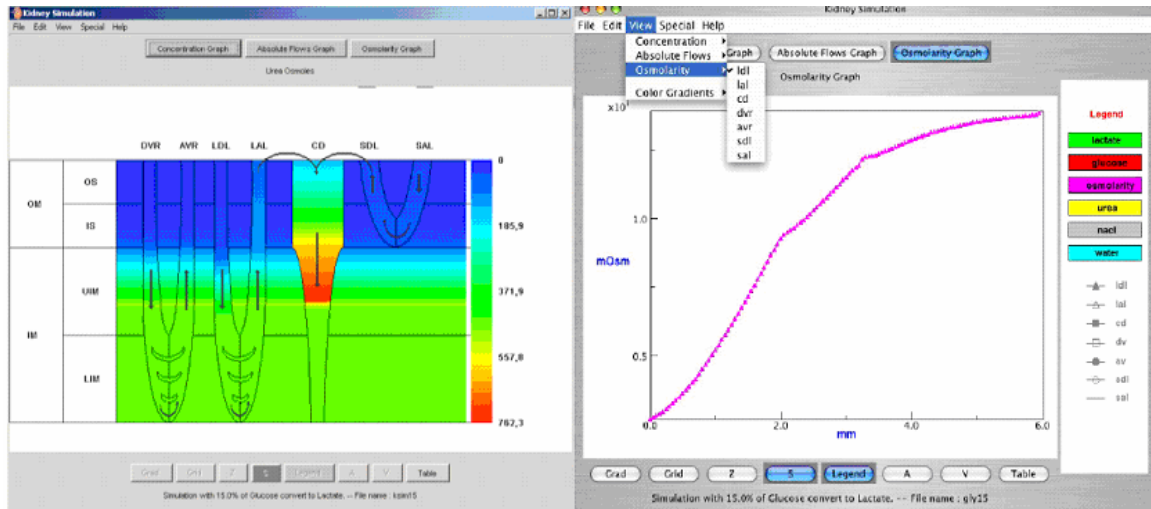 Kidney Simulation
File Edit View Special Help
Concentration Graph Absolute Flows Graph Osmolarity Graph
Urea Osmoles
DVR AVR LDL LAL CD SDL SAL
OM
OS
IS
IM
UIM
LIM
0
185,9
371,9
557,8
762,3
Grad Grid Z S Legend A V Table
Simulation with 15.0% of Glucose convert to Lactate. -- File name : ksim15
Kidney Simulation
File Edit View Special Help
Concentration
Absolute Flows
Osmolarity
Color Gradients
ldl
lal
cd
dvr
avr
sdl
sal
Graph Absolute Flows Graph Osmolarity Graph
Osmolarity Graph
1.0
0.5
mOsm
0.0 2.0 4.0 6.0
mm
Legend
lactate
glucose
osmolarity
urea
nacl
water
ldl
lal
cd
dv
av
sdl
sal
Grad Grid Z S Legend A V Table
Simulation with 15.0% of Glucose convert to Lactate. -- File name : gly15